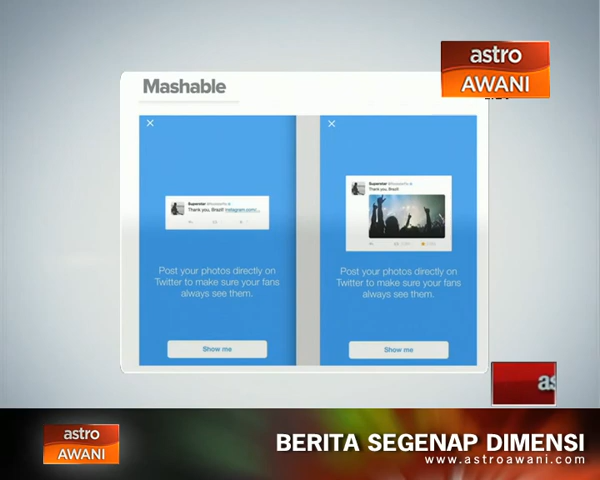 astro
AWANI
Mashable
Superstar
Thank you, Brazil! instagram.com/...
Post your photos directly on
Twitter to make sure your fans
always see them.
Show me
Superstar
Thank you, Brazil!
Post your photos directly on
Twitter to make sure your fans
always see them.
Show me
as
astro
AWANI
BERITA SEGENAP DIMENSI
www.astroawani.com